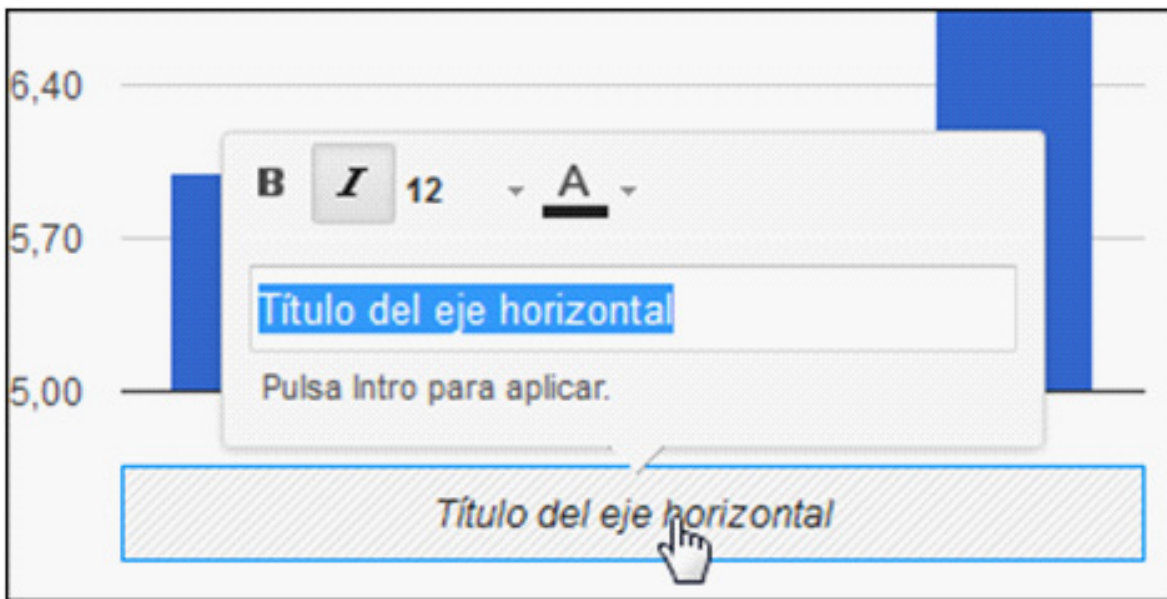 6,40
B I 12 A
5,70
Título del eje horizontal
Pulsa Intro para aplicar.
5,00
Título del eje horizontal